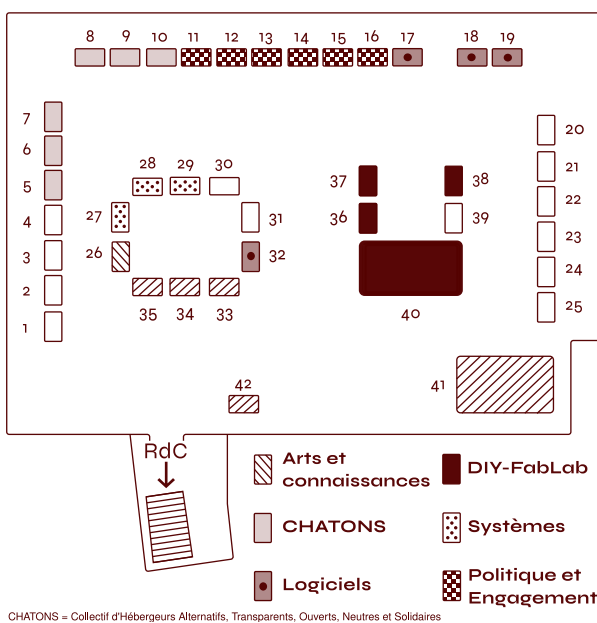 8 9 10 11 12 13 14 15 16 17 18 19
7
6
5
4
3
2
1
20
21
22
23
24
25
28 29 30
27
31
26
32
35 34 33
37
38
36
39
40
42
41
RdC
Arts et
connaissances
DIY-FabLab
CHATONS
Systèmes
Logiciels
Politique et
Engagement
CHATONS = Collectif d'Hébergeurs Alternatifs, Transparents, Ouverts, Neutres et Solidaires